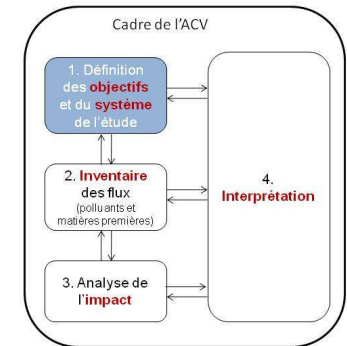 Cadre de l'ACV
1. Définition
des objectifs
et du système
de l'étude
2. Inventaire
des flux
(polluants et
matières premières)
3. Analyse de
l'impact
4.
Interprétation